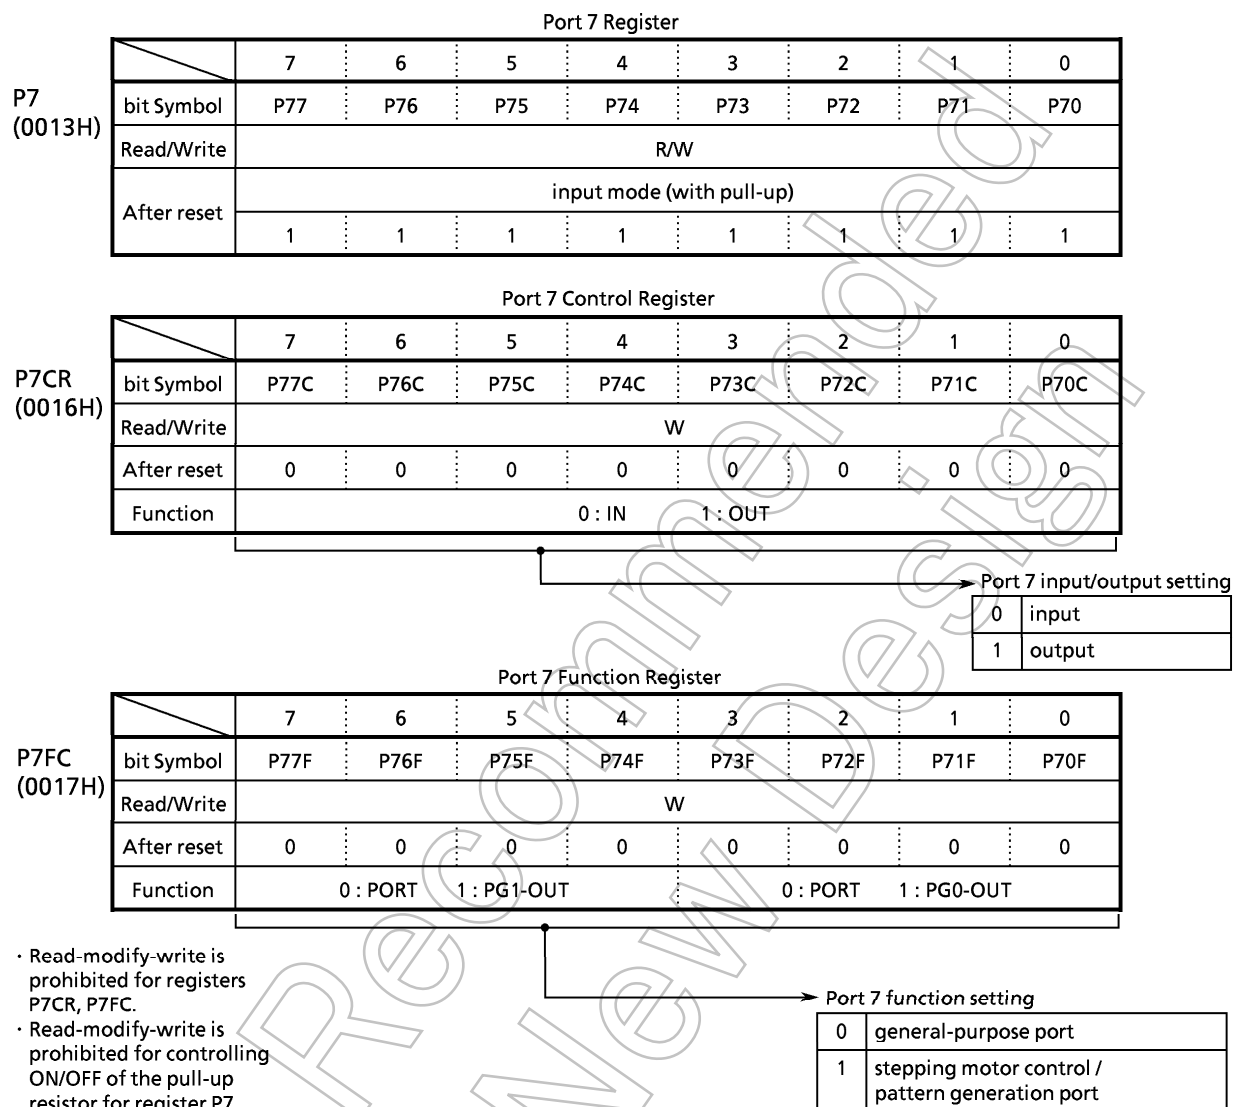 Port 7 Register
7 6 5 4 3 2 1 0
P7
(0013H)
bit Symbol P77 P76 P75 P74 P73 P72 P71 P70
Read/Write R/W
After reset
input mode (with pull-up)
1 1 1 1 1 1 1 1
Port 7 Control Register
7 6 5 4 3 2 1 0
P7CR
(0016H)
bit Symbol P77C P76C P75C P74C P73C P72C P71C P70C
Read/Write W
After reset 0 0 0 0 0 0 0 0
Function 0 : IN 1 : OUT
Port 7 input/output setting
0 input
1 output
Port 7 Function Register
7 6 5 4 3 2 1 0
P7FC
(0017H)
bit Symbol P77F P76F P75F P74F P73F P72F P71F P70F
Read/Write W
After reset 0 0 0 0 0 0 0 0
Function 0 : PORT 1 : PG1-OUT 0 : PORT 1 : PG0-OUT
· Read-modify-write is
prohibited for registers
P7CR, P7FC.
· Read-modify-write is
prohibited for controlling
ON/OFF of the pull-up
resistor for register P7
Port 7 function setting
0 general-purpose port
1 stepping motor control /
pattern generation port
Recommended
New Design